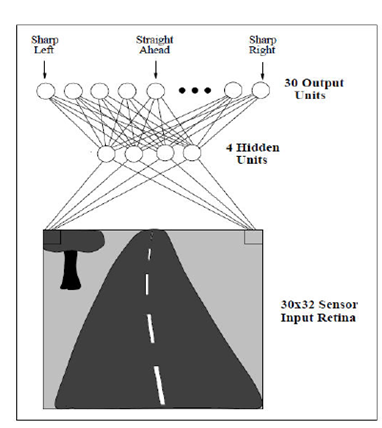 Sharp Left
Straight Ahead
Sharp Right
30 Output
Units
4 Hidden
Units
30x32 Sensor
Input Retina